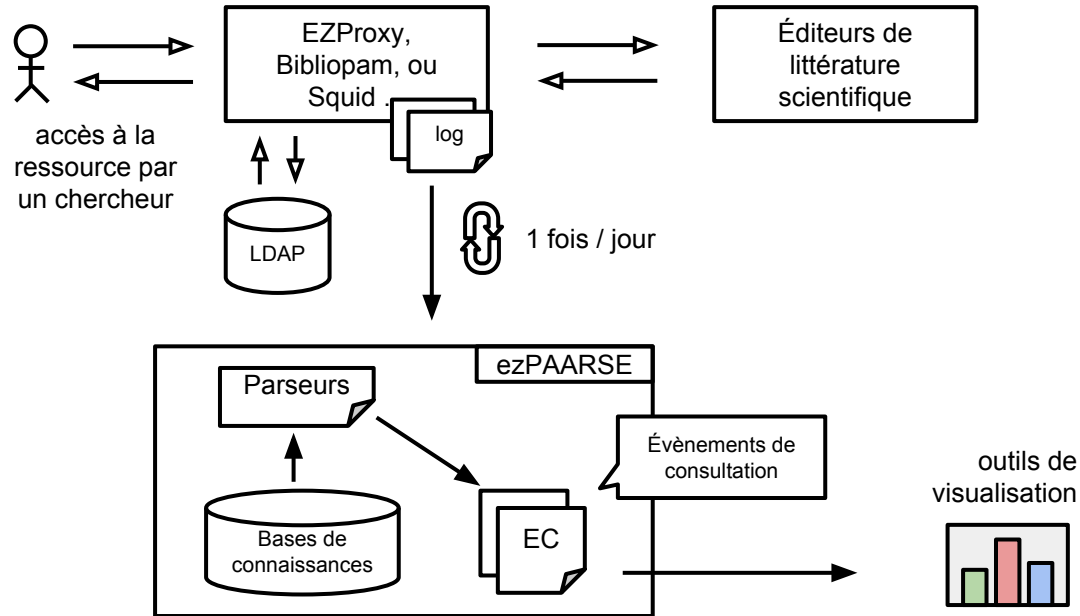 EZProxy,
Bibliopam, ou
Squid .
log
Éditeurs de
littérature
scientifique
accès à la
ressource par
un chercheur
LDAP
1 fois / jour
ezPAARSE
Parseurs
Évènements de
consultation
Bases de
connaissances
EC
outils de
visualisation